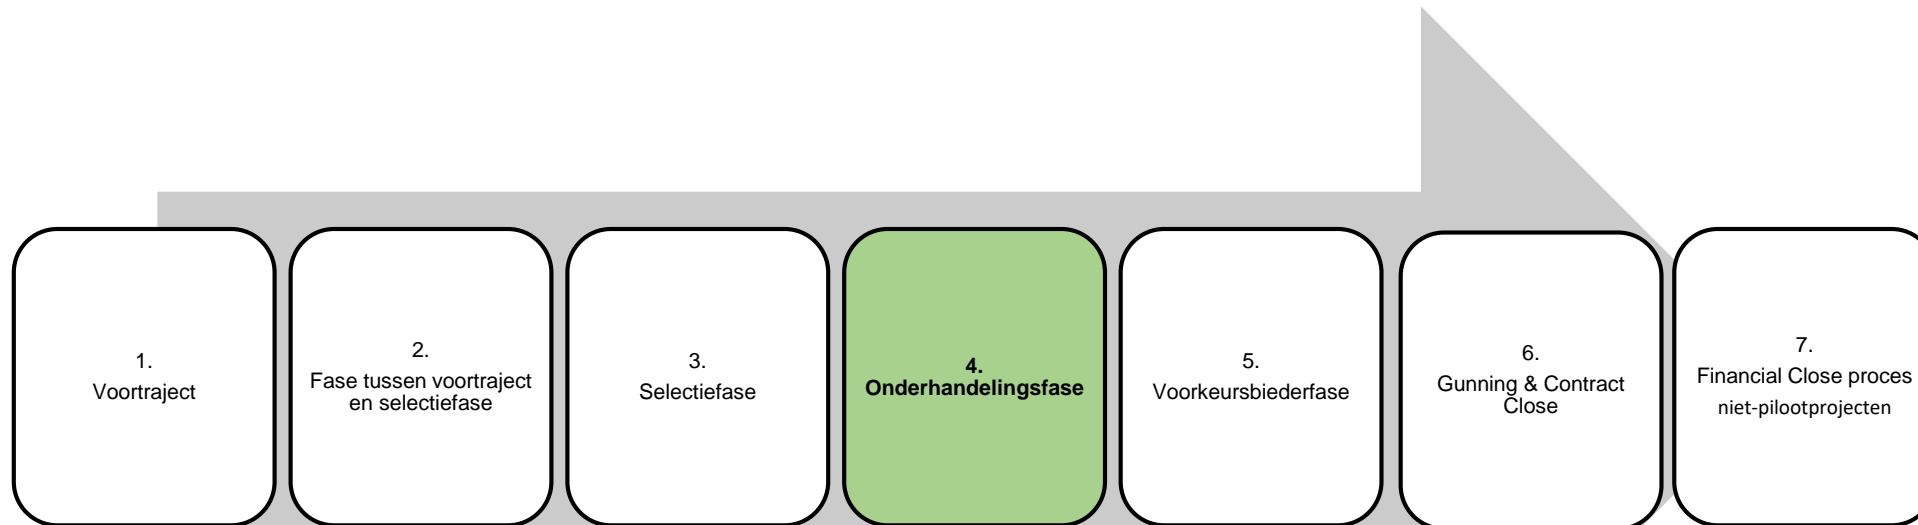 1.
Voortraject
2.
Fase tussen voortraject
en selectiefase
3.
Selectiefase
4.
Onderhandelingsfase
5.
Voorkeursbiederfase
6.
Gunning & Contract
Close
7.
Financial Close proces
niet-pilootprojecten